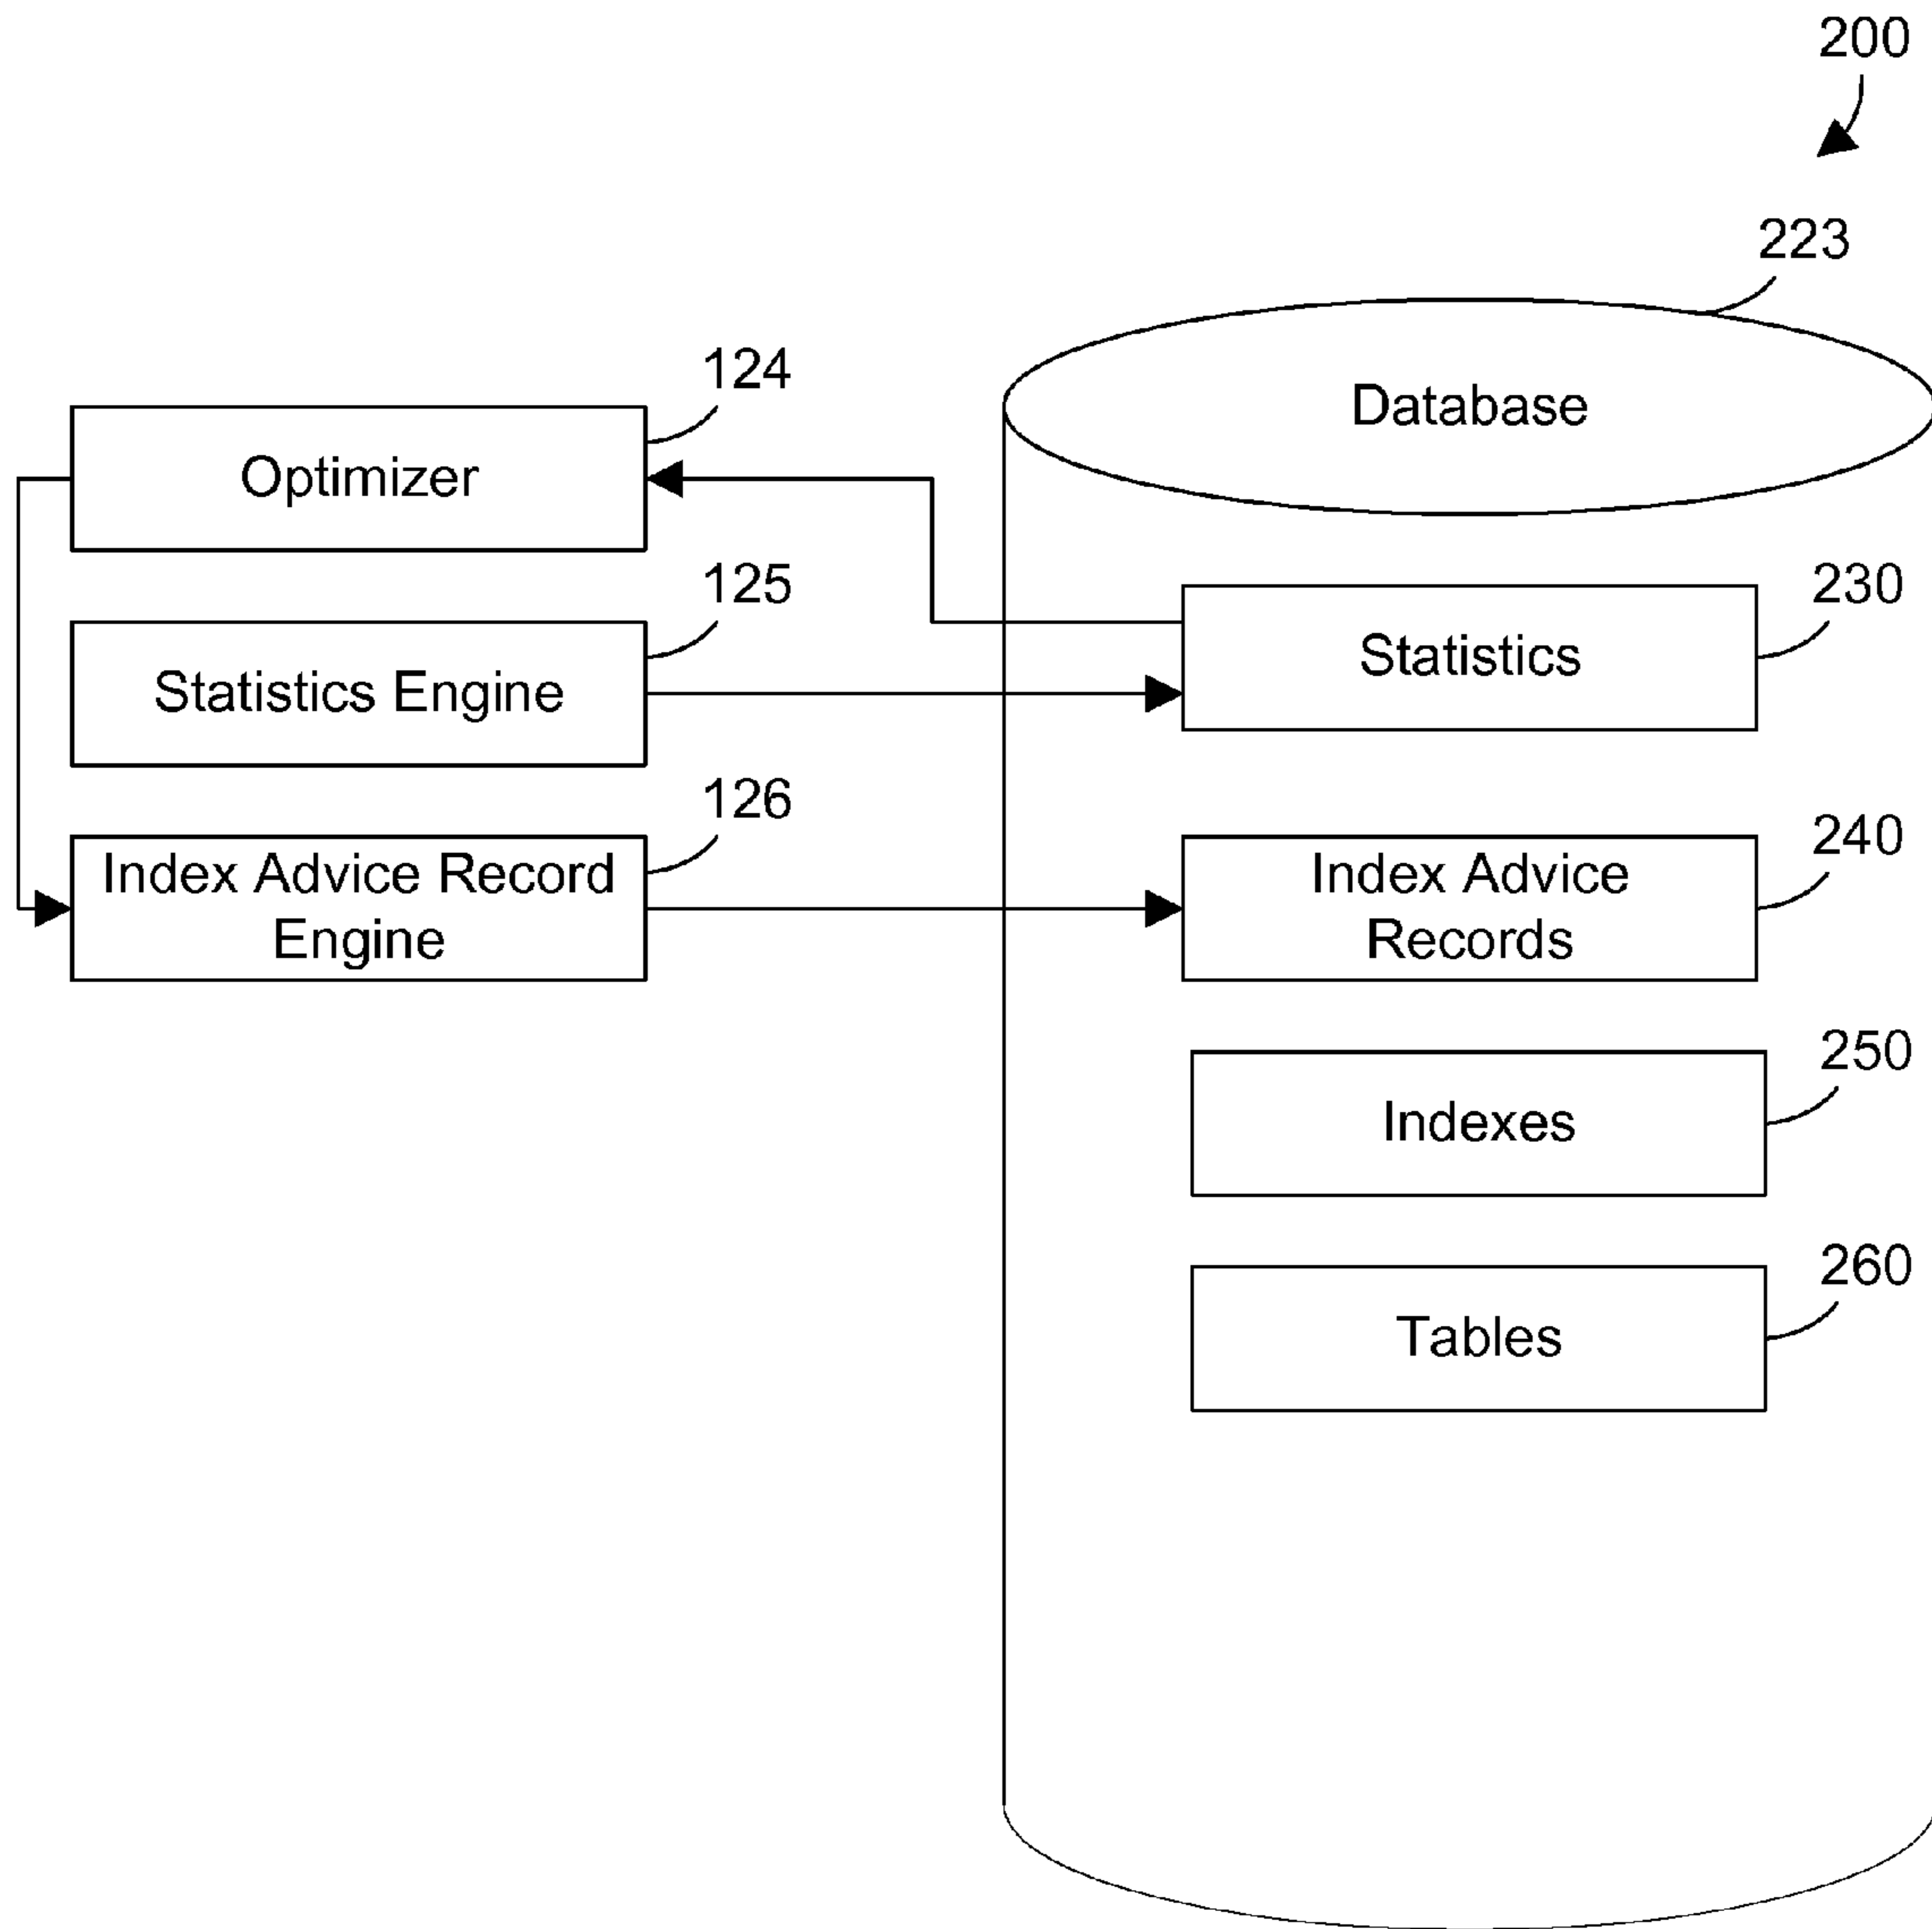 200
223
Database
124
Optimizer
125
Statistics Engine
230
Statistics
126
Index Advice Record
Engine
240
Index Advice
Records
250
Indexes
260
Tables